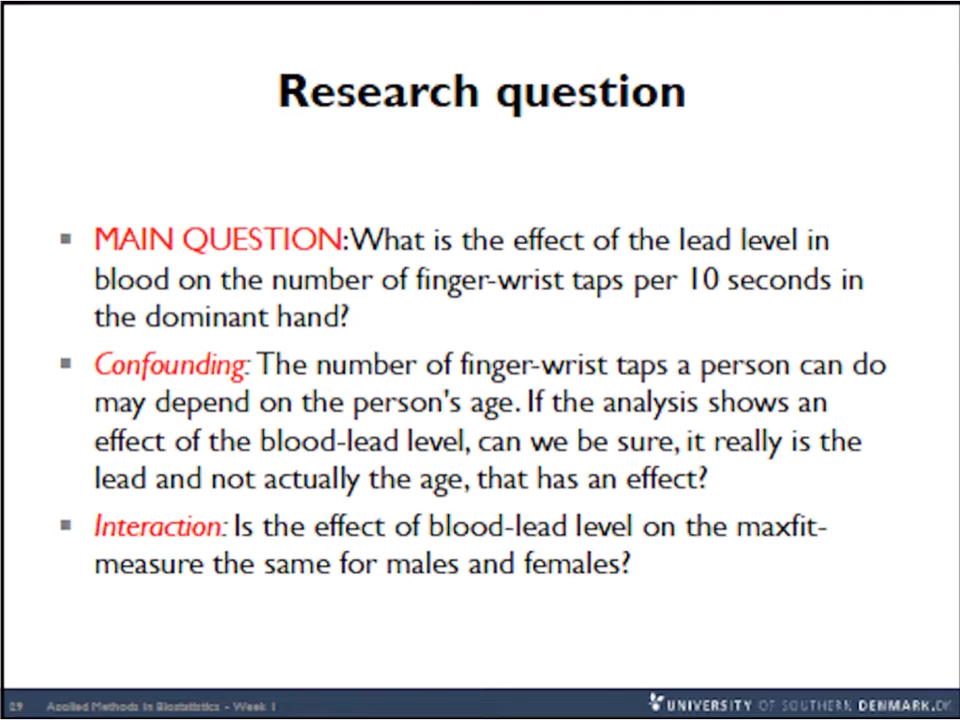 Research question
MAIN QUESTION: What is the effect of the lead level in
blood on the number of finger-wrist taps per 10 seconds in
the dominant hand?
Confounding: The number of finger-wrist taps a person can do
may depend on the person's age. If the analysis shows an
effect of the blood-lead level, can we be sure, it really is the
lead and not actually the age, that has an effect?
Interaction: Is the effect of blood-lead level on the maxfit-
measure the same for males and females?
29 Applied Methods in Biostatistics - Week 1
UNIVERSITY OF SOUTHERN DENMARK.DK